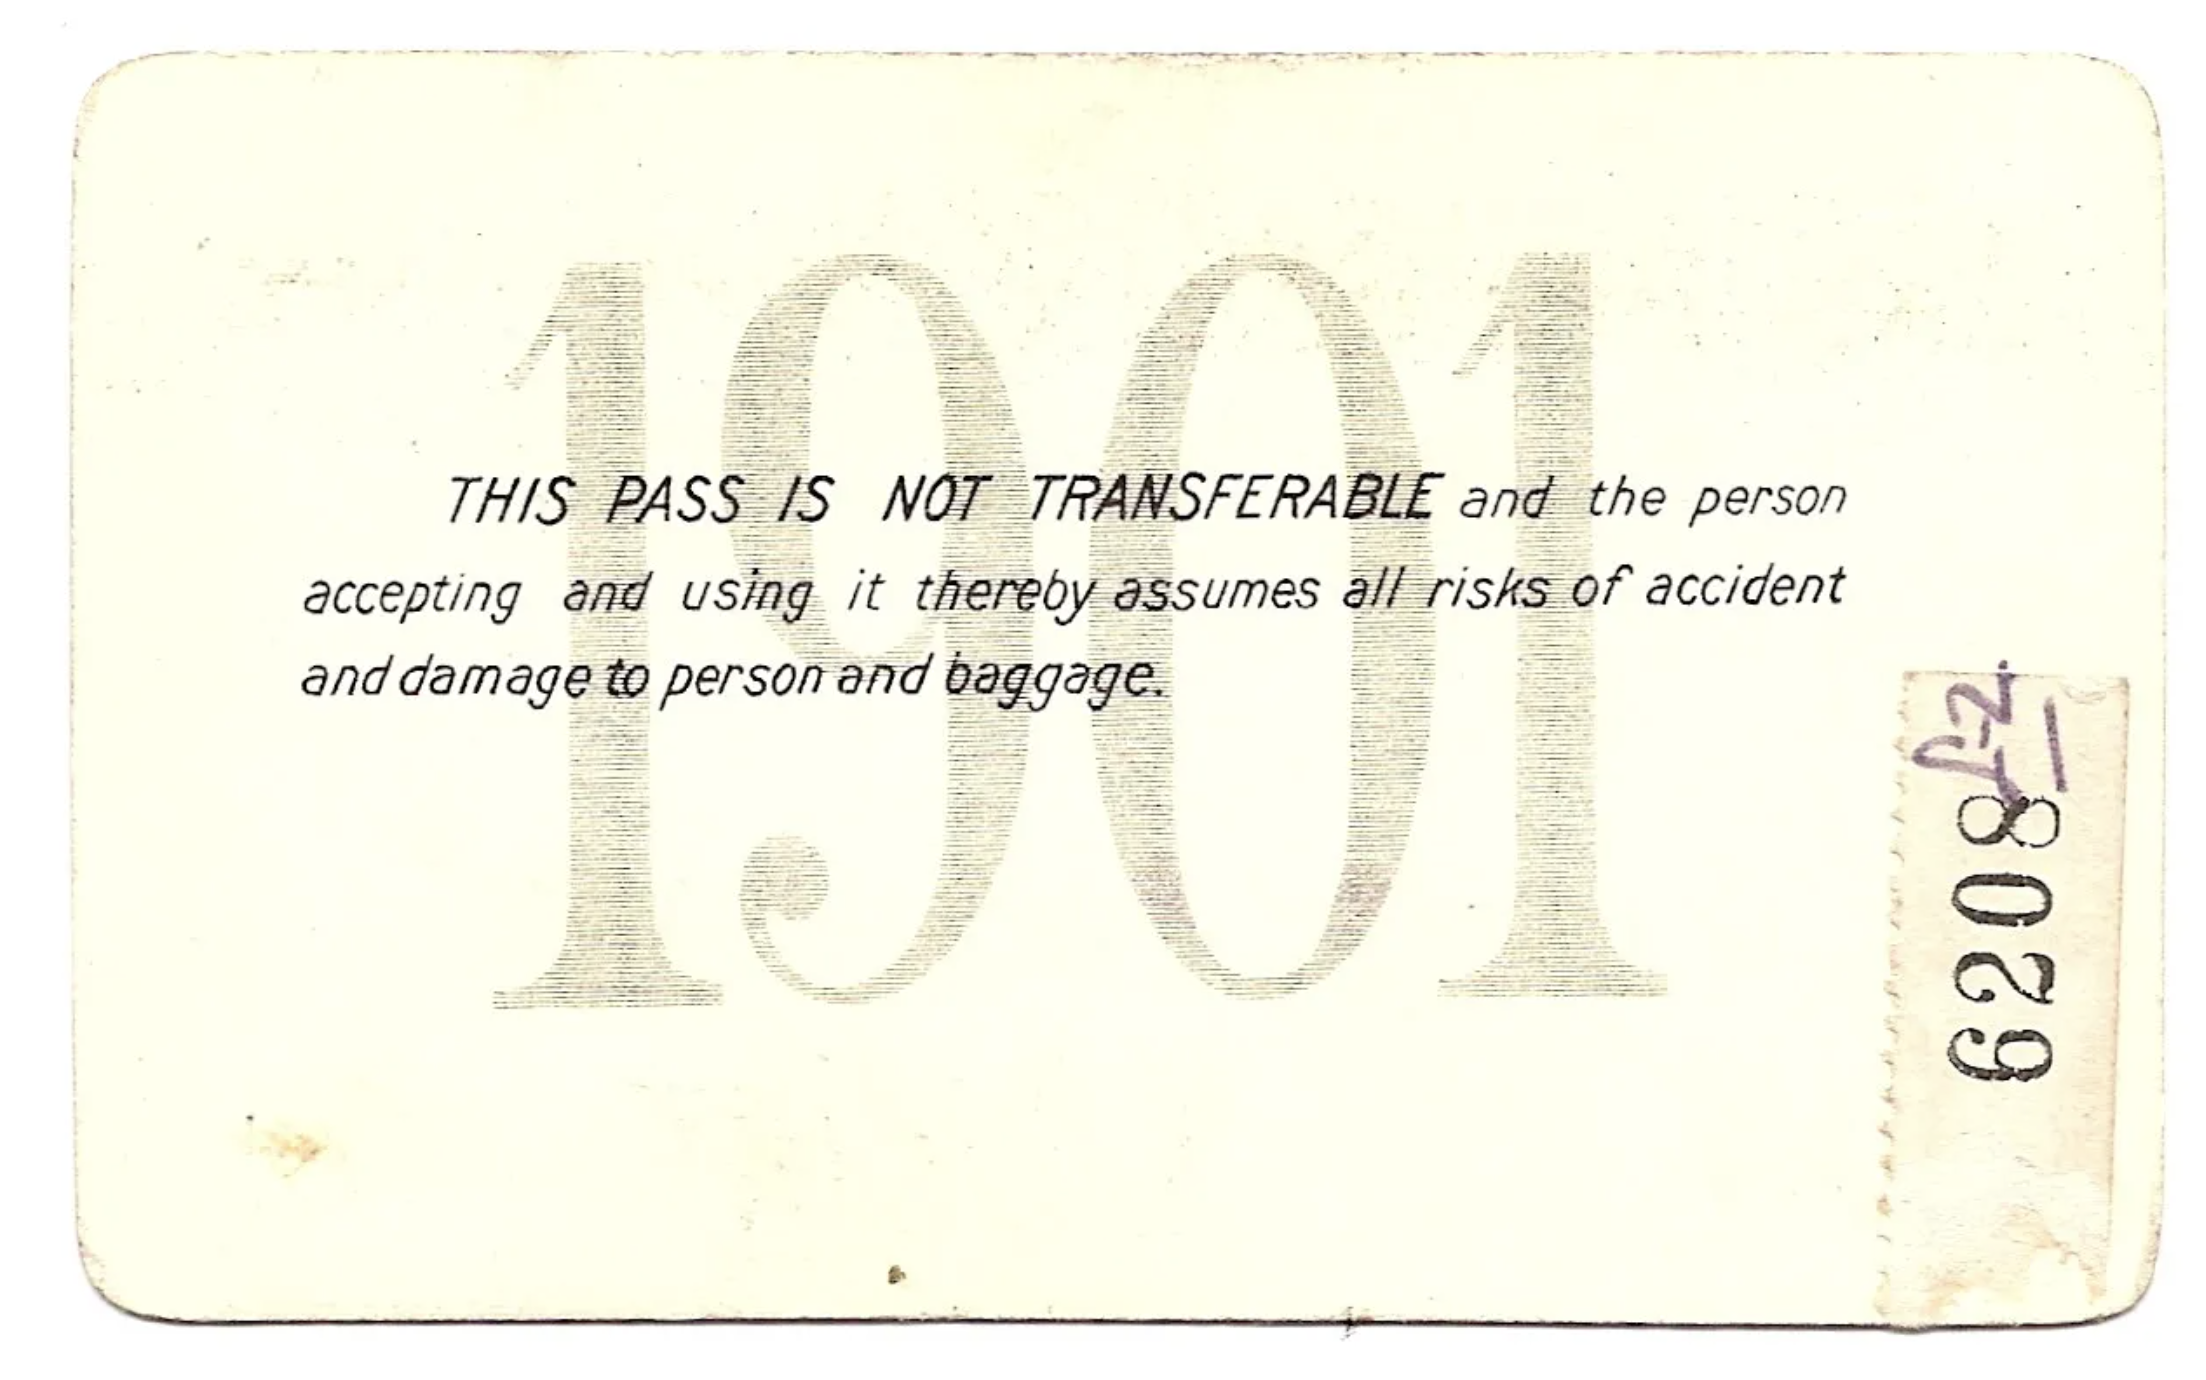 1901
THIS PASS IS NOT TRANSFERABLE and the person
accepting and using it thereby assumes all risks of accident
and damage to person and baggage.
6208